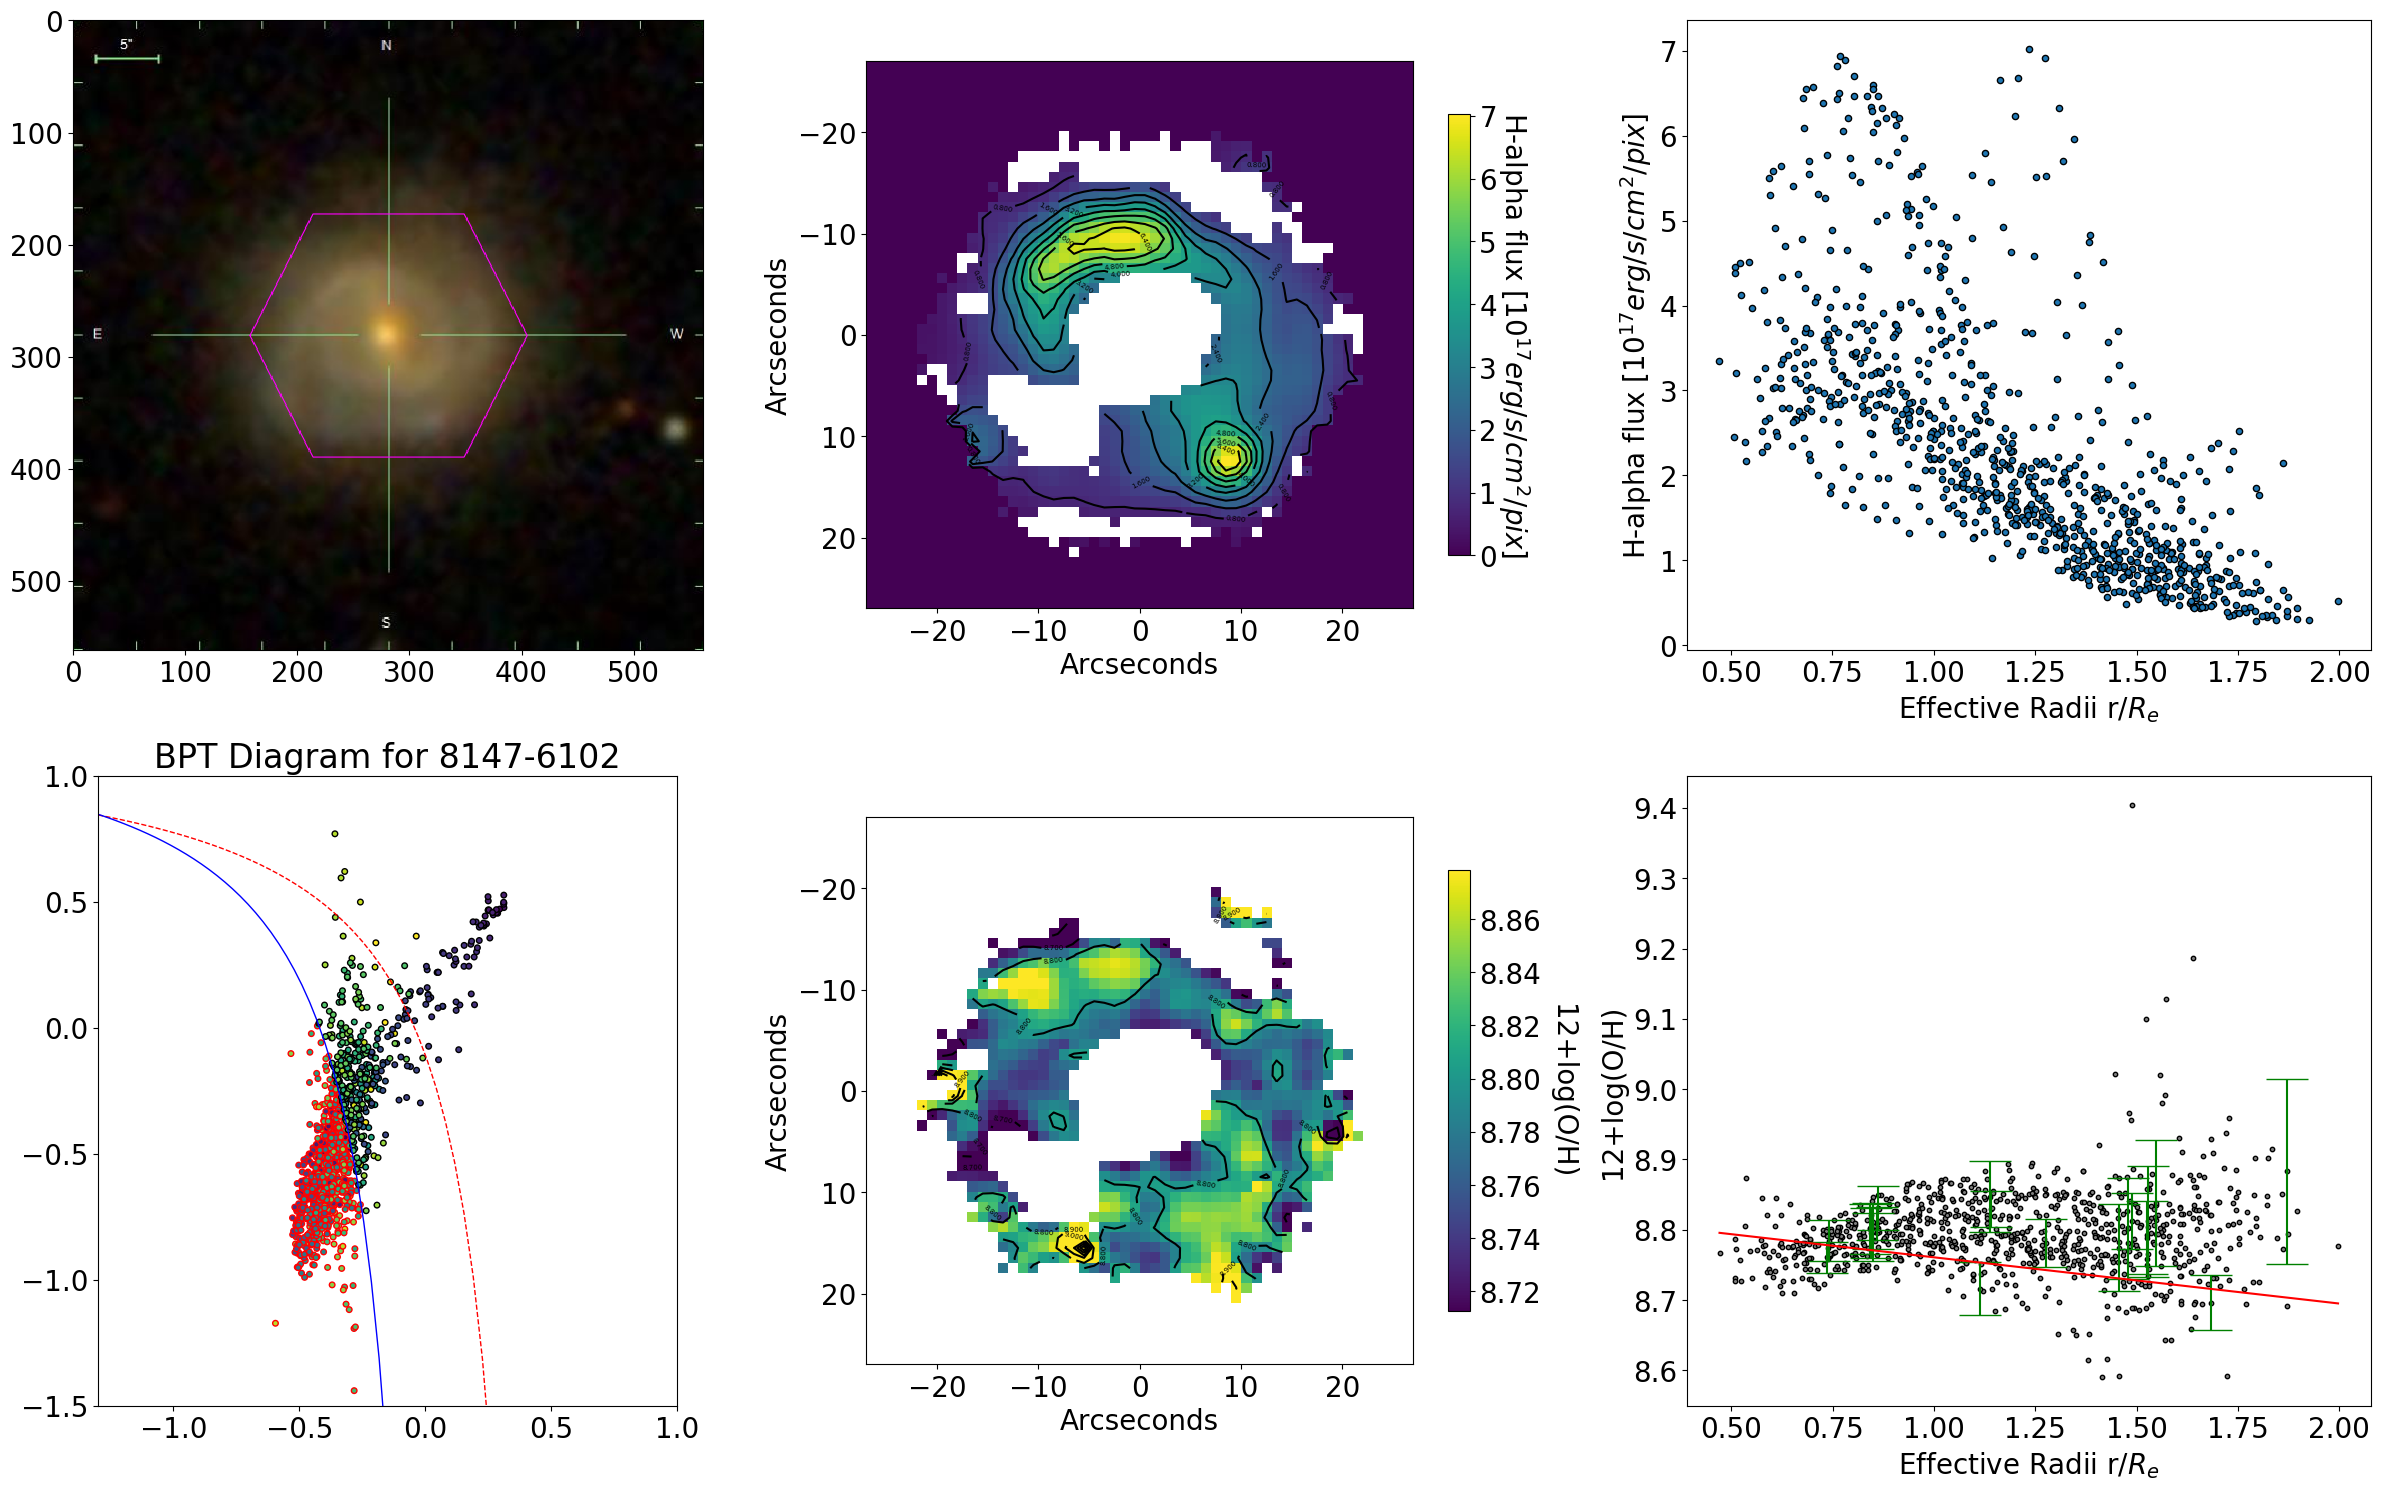 0
100
200
300
400
500
0 100 200 300 400 500
5"
N
E
W
S
−20
−10
0
10
20
Arcseconds
−20 −10 0 10 20
Arcseconds
7
6
5
4
3
2
1
0
H-alpha flux [10^17 erg/s/cm^2/pix]
7
6
5
4
3
2
1
0
H-alpha flux [10^17 erg/s/cm^2/pix]
0.50 0.75 1.00 1.25 1.50 1.75 2.00
Effective Radii r/R_e
BPT Diagram for 8147-6102
1.0
0.5
0.0
−0.5
−1.0
−1.5
−1.0 −0.5 0.0 0.5 1.0
−20
−10
0
10
20
Arcseconds
−20 −10 0 10 20
Arcseconds
8.86
8.84
8.82
8.80
8.78
8.76
8.74
8.72
12+log(O/H)
9.4
9.3
9.2
9.1
9.0
8.9
8.8
8.7
8.6
12+log(O/H)
0.50 0.75 1.00 1.25 1.50 1.75 2.00
Effective Radii r/R_e